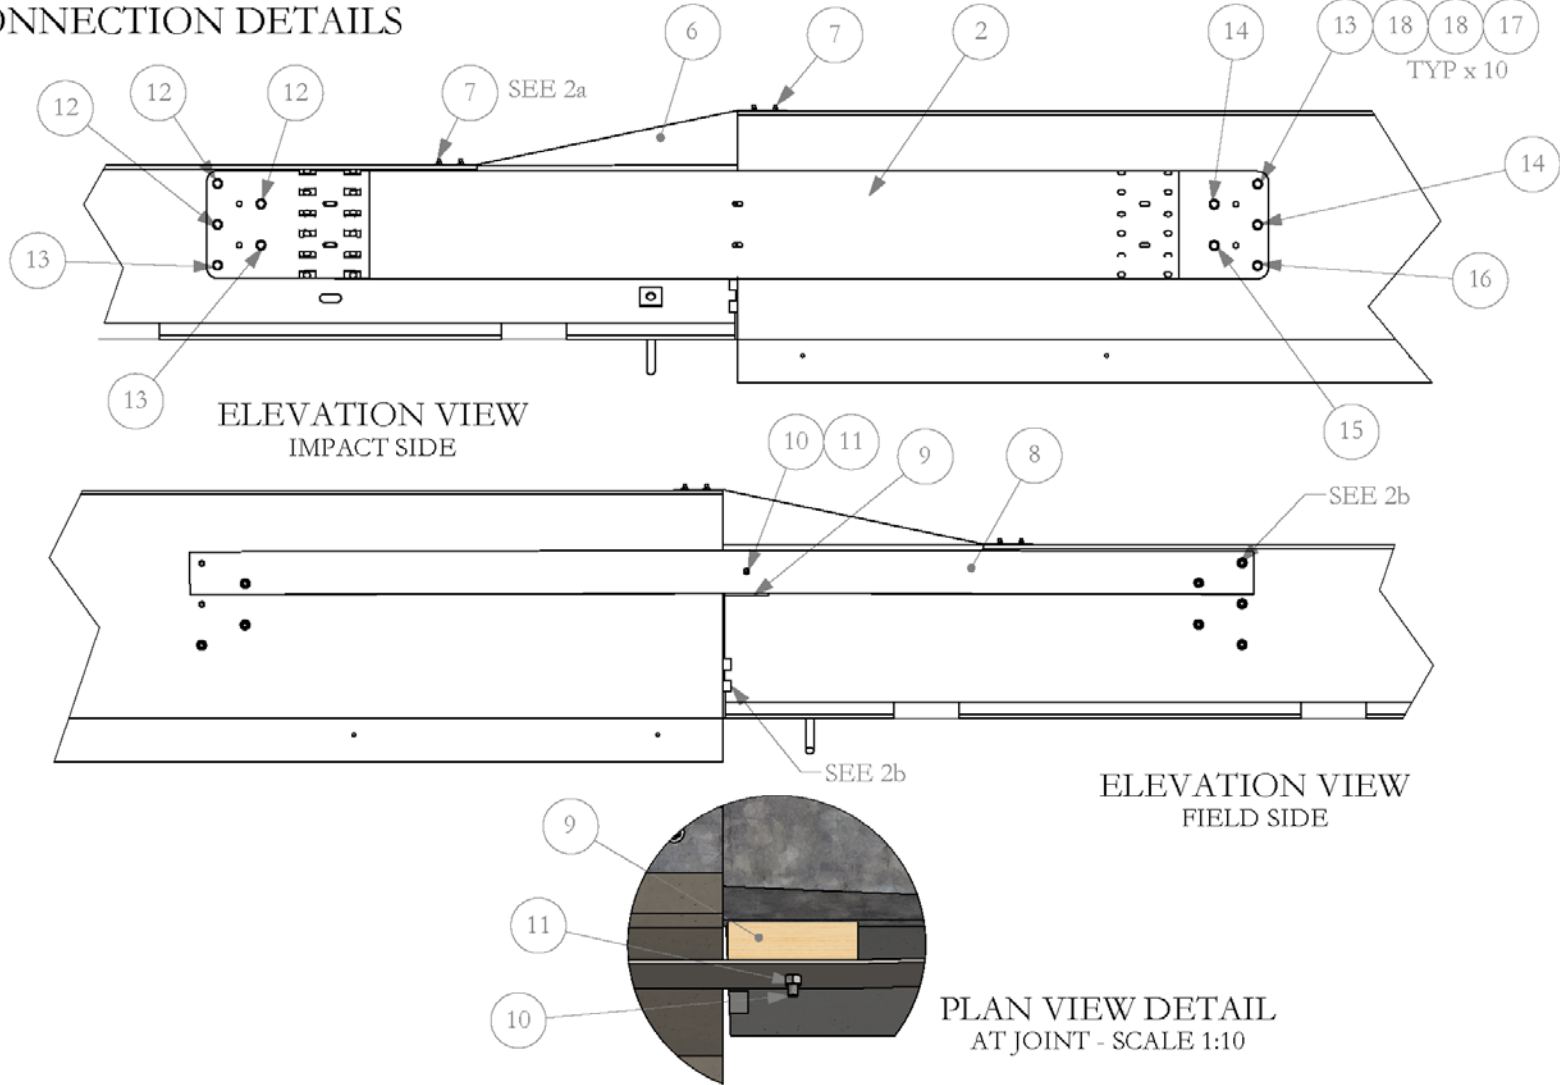 ONNECTION DETAILS
6
7
2
14
13 18 18 17
TYP x 10
12
12
7
SEE 2a
12
14
13
16
13
15
ELEVATION VIEW
IMPACT SIDE
10 11
9
8
SEE 2b
SEE 2b
ELEVATION VIEW
FIELD SIDE
9
11
10
PLAN VIEW DETAIL
AT JOINT - SCALE 1:10